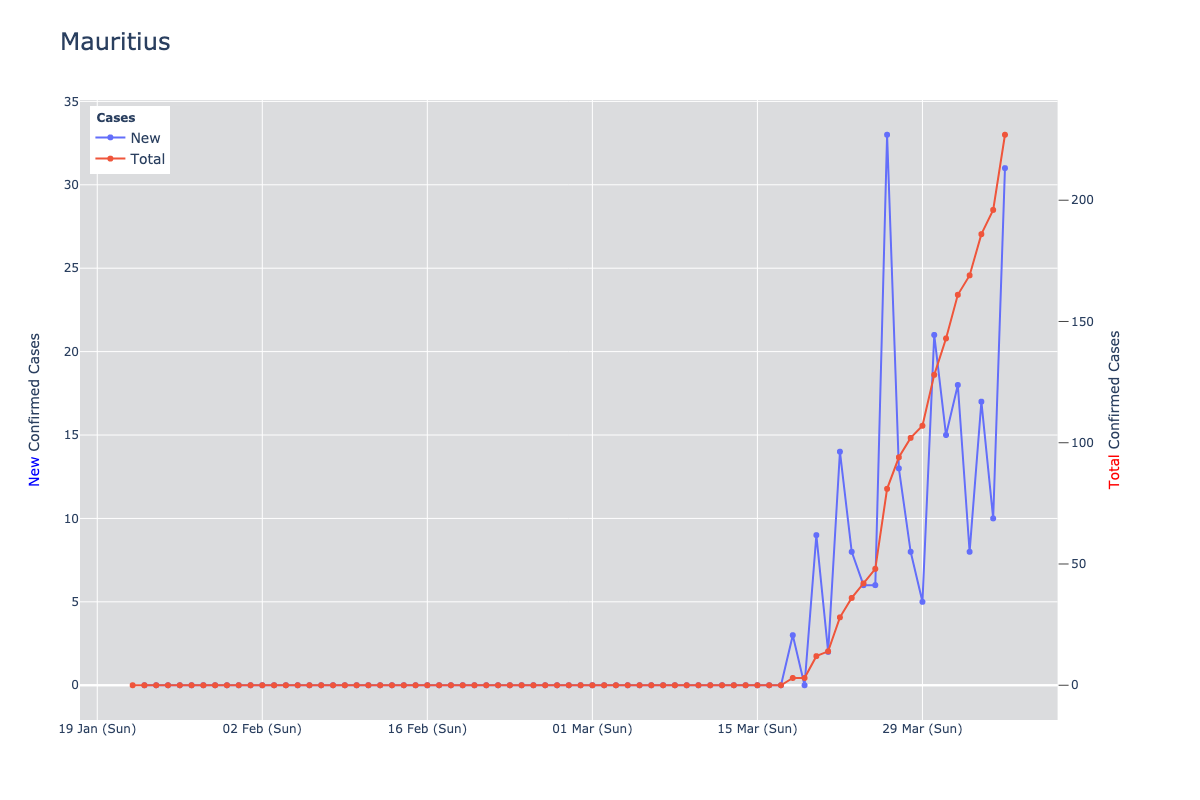 Mauritius
Cases
New
Total
35
30
25
20
15
10
5
0
New Confirmed Cases
200
150
100
50
0
Total Confirmed Cases
19 Jan (Sun)
02 Feb (Sun)
16 Feb (Sun)
01 Mar (Sun)
15 Mar (Sun)
29 Mar (Sun)